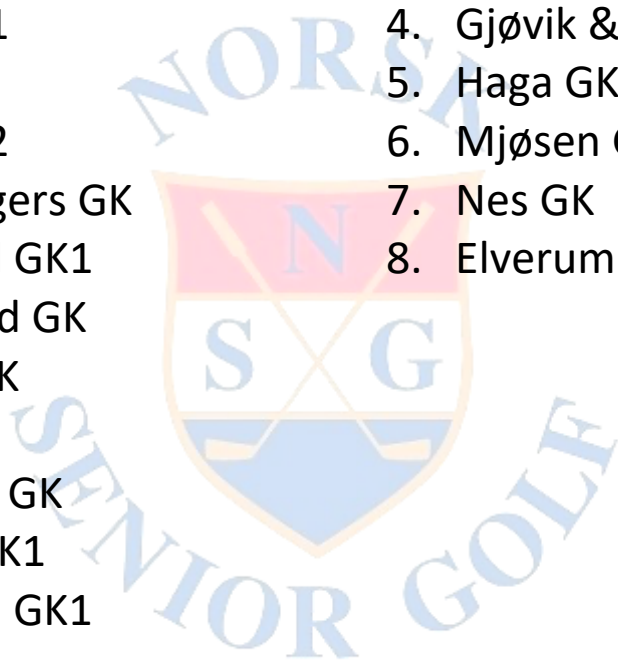 1
2
gers GK
GK1
d GK
K
GK
K1
GK1
4. Gjøvik &
5. Haga GK
6. Mjøsen
7. Nes GK
8. Elverum
NORSK
N
S G
SENIOR GOLF